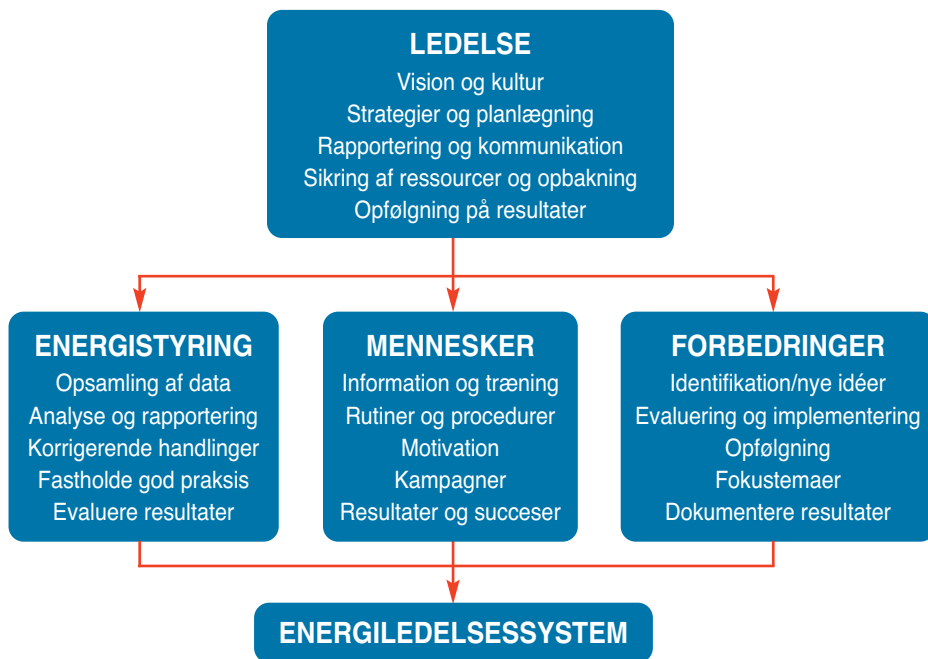 LEDELSE
Vision og kultur
Strategier og planlægning
Rapportering og kommunikation
Sikring af ressourcer og opbakning
Opfølgning på resultater
ENERGISTYRING
Opsamling af data
Analyse og rapportering
Korrigerende handlinger
Fastholde god praksis
Evaluere resultater
MENNESKER
Information og træning
Rutiner og procedurer
Motivation
Kampagner
Resultater og succeser
FORBEDRINGER
Identifikation/nye idéer
Evaluering og implementering
Opfølgning
Fokustemaer
Dokumentere resultater
ENERGILEDELSESSYSTEM